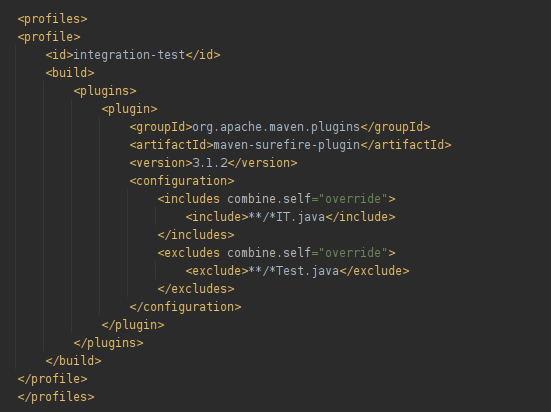 <profiles>
<profile>
    <id>integration-test</id>
    <build>
        <plugins>
            <plugin>
                <groupId>org.apache.maven.plugins</groupId>
                <artifactId>maven-surefire-plugin</artifactId>
                <version>3.1.2</version>
                <configuration>
                    <includes combine.self="override">
                        <include>**/*IT.java</include>
                    </includes>
                    <excludes combine.self="override">
                        <exclude>**/*Test.java</exclude>
                    </excludes>
                </configuration>
            </plugin>
        </plugins>
    </build>
</profile>
</profiles>